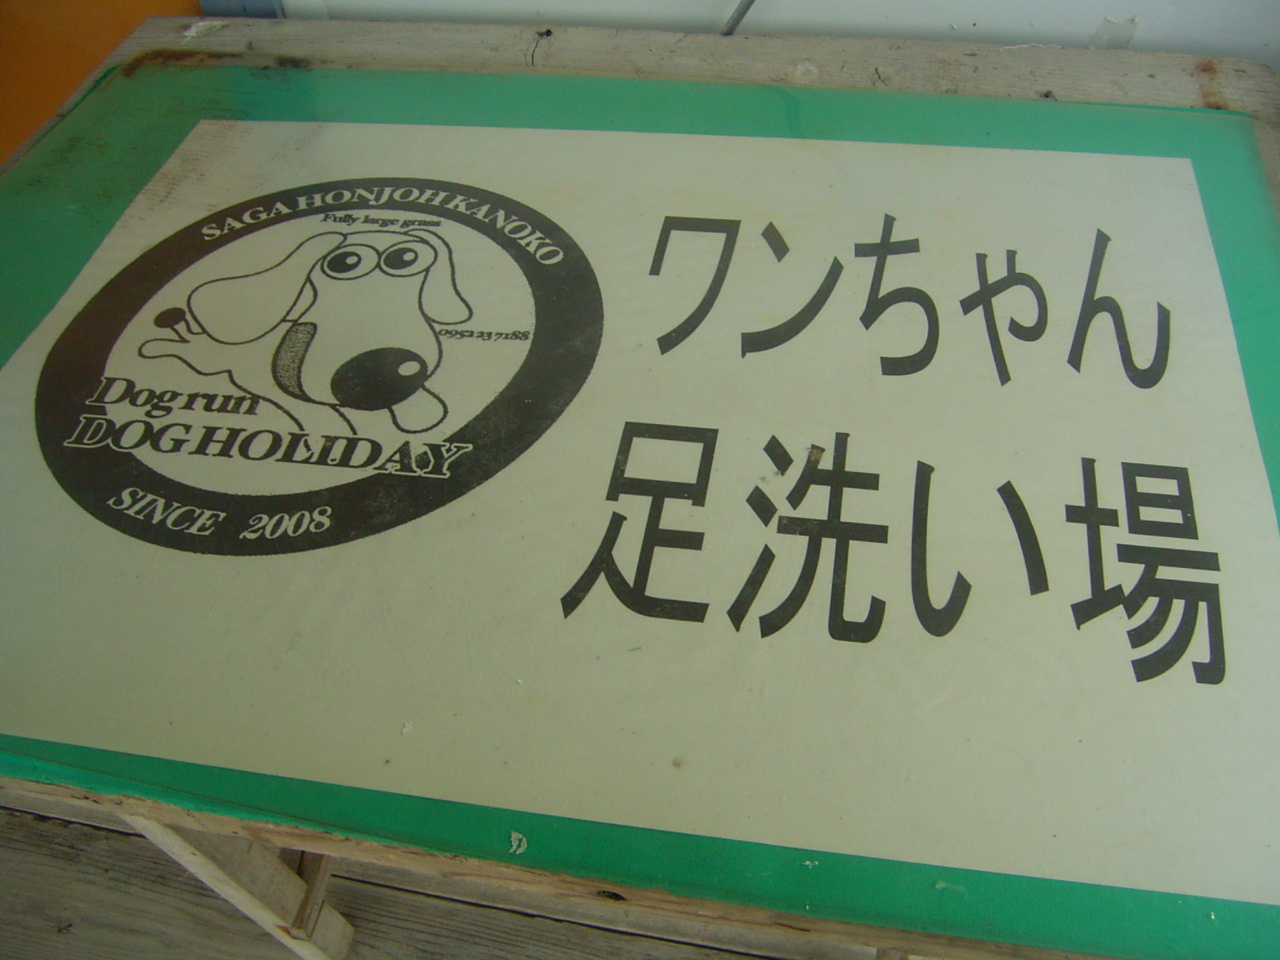 SAGA HONJOH KANOKO
Fully large grass
0952 23 7188
Dog run
DOG HOLIDAY
SINCE 2008
ワンちゃん
足洗い場